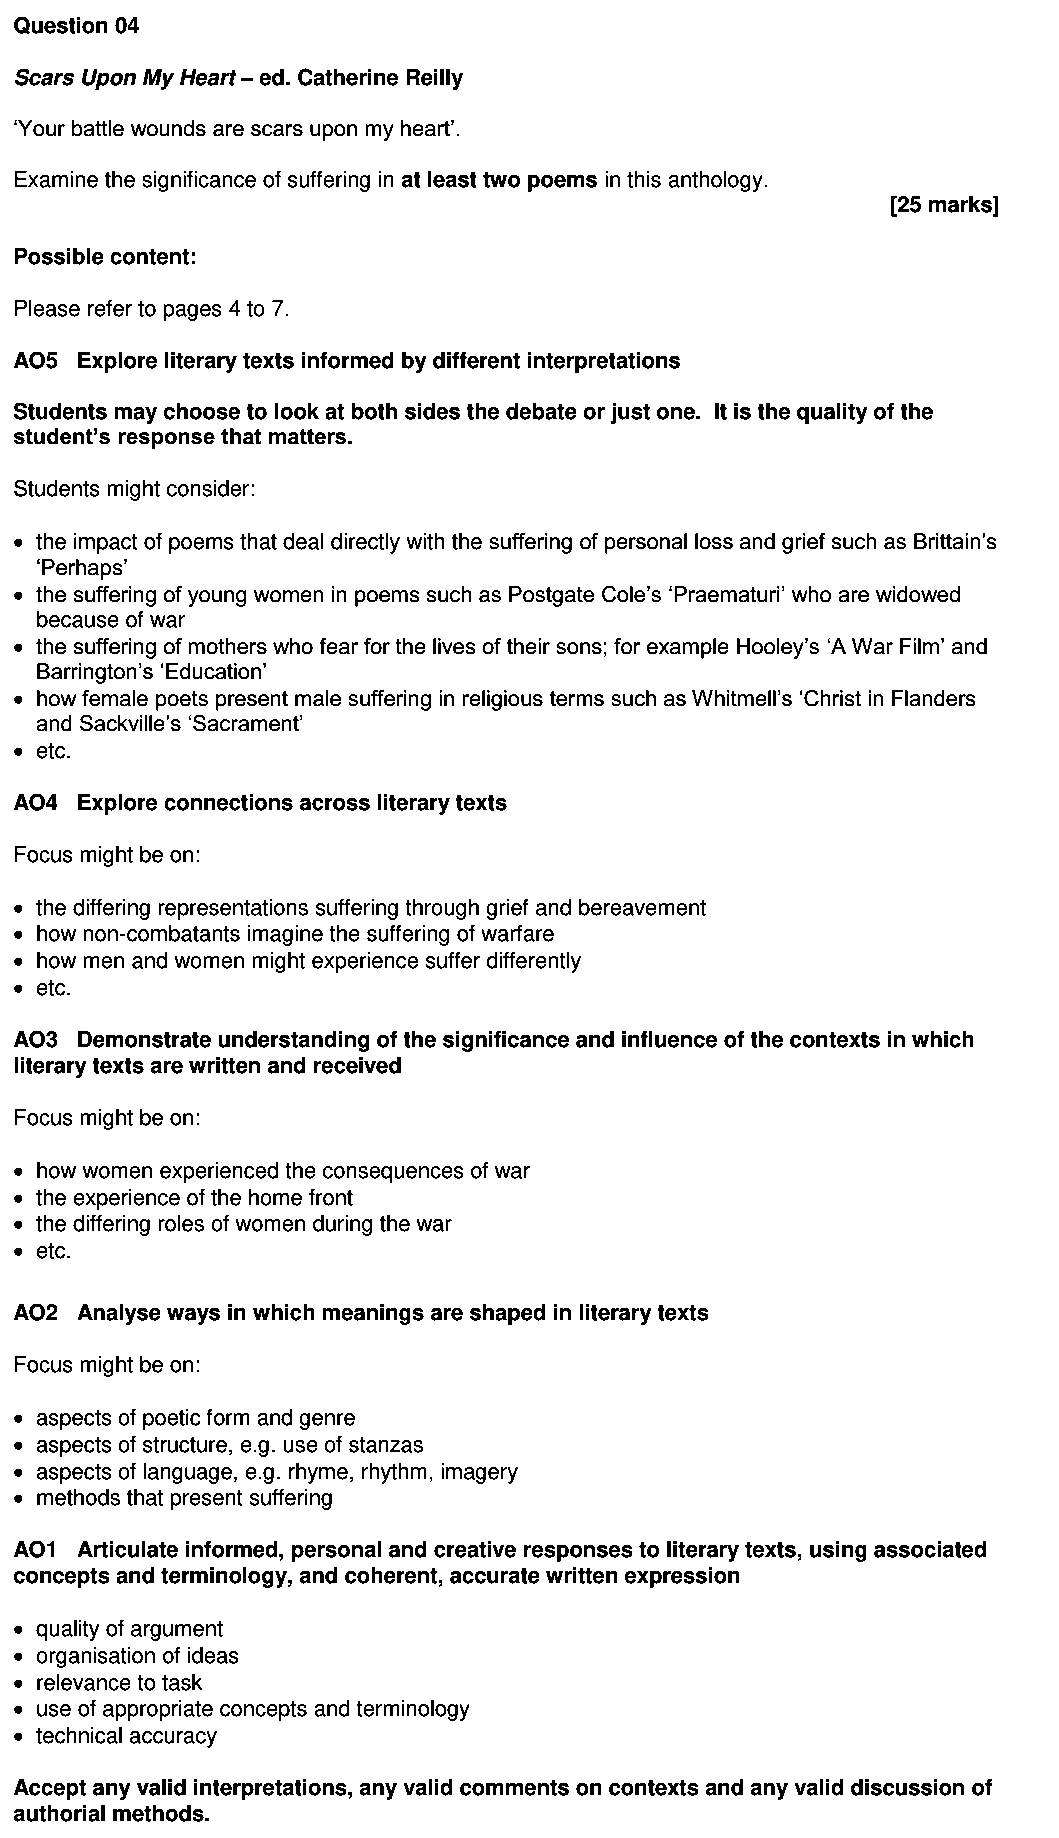 Question 04
Scars Upon My Heart – ed. Catherine Reilly
‘Your battle wounds are scars upon my heart’.
Examine the significance of suffering in at least two poems in this anthology.
[25 marks]
Possible content:
Please refer to pages 4 to 7.
AO5 Explore literary texts informed by different interpretations
Students may choose to look at both sides the debate or just one. It is the quality of the
student’s response that matters.
Students might consider:
• the impact of poems that deal directly with the suffering of personal loss and grief such as Brittain’s
‘Perhaps’
• the suffering of young women in poems such as Postgate Cole’s ‘Praematuri’ who are widowed
because of war
• the suffering of mothers who fear for the lives of their sons; for example Hooley’s ‘A War Film’ and
Barrington’s ‘Education’
• how female poets present male suffering in religious terms such as Whitmell’s ‘Christ in Flanders
and Sackville’s ‘Sacrament’
• etc.
AO4 Explore connections across literary texts
Focus might be on:
• the differing representations suffering through grief and bereavement
• how non-combatants imagine the suffering of warfare
• how men and women might experience suffer differently
• etc.
AO3 Demonstrate understanding of the significance and influence of the contexts in which
literary texts are written and received
Focus might be on:
• how women experienced the consequences of war
• the experience of the home front
• the differing roles of women during the war
• etc.
AO2 Analyse ways in which meanings are shaped in literary texts
Focus might be on:
• aspects of poetic form and genre
• aspects of structure, e.g. use of stanzas
• aspects of language, e.g. rhyme, rhythm, imagery
• methods that present suffering
AO1 Articulate informed, personal and creative responses to literary texts, using associated
concepts and terminology, and coherent, accurate written expression
• quality of argument
• organisation of ideas
• relevance to task
• use of appropriate concepts and terminology
• technical accuracy
Accept any valid interpretations, any valid comments on contexts and any valid discussion of
authorial methods.